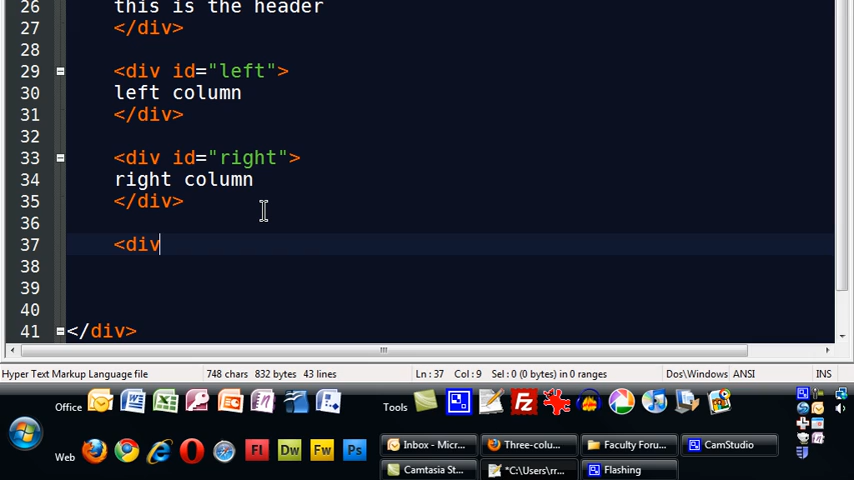 26 this is the header
27 </div>
28
29 <div id="left">
30 left column
31 </div>
32
33 <div id="right">
34 right column
35 </div>
36
37 <div
38
39
40
41 </div>
Hyper Text Markup Language file 748 chars 832 bytes 43 lines Ln : 37 Col : 9 Sel : 0 (0 bytes) in 0 ranges Dos\Windows ANSI INS
Office Tools
Web Inbox - Micr... Three-colu... Faculty Foru... CamStudio
Camtasia St... *C:\Users\rr... Flashing